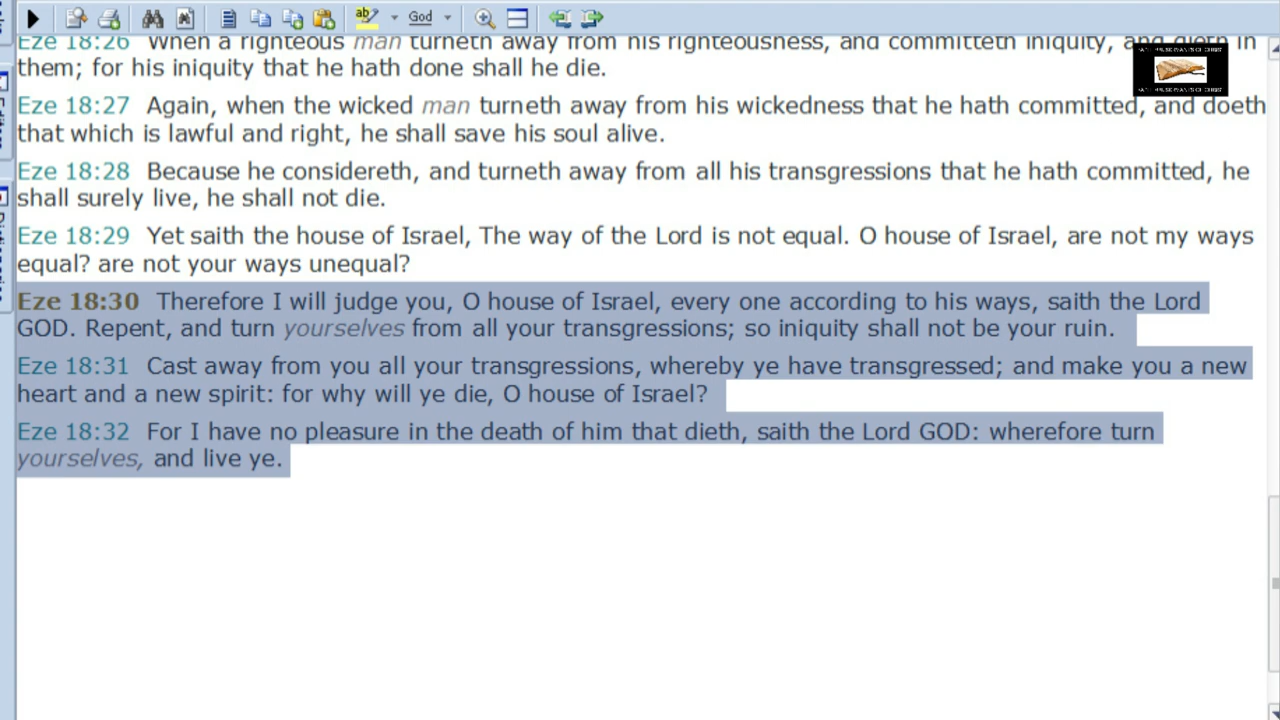 God
Eze 18:26 When a righteous man turneth away from his righteousness, and committeth iniquity, and dieth in
them; for his iniquity that he hath done shall he die.
Eze 18:27 Again, when the wicked man turneth away from his wickedness that he hath committed, and doeth
that which is lawful and right, he shall save his soul alive.
Eze 18:28 Because he considereth, and turneth away from all his transgressions that he hath committed, he
shall surely live, he shall not die.
Eze 18:29 Yet saith the house of Israel, The way of the Lord is not equal. O house of Israel, are not my ways
equal? are not your ways unequal?
Eze 18:30 Therefore I will judge you, O house of Israel, every one according to his ways, saith the Lord
GOD. Repent, and turn yourselves from all your transgressions; so iniquity shall not be your ruin.
Eze 18:31 Cast away from you all your transgressions, whereby ye have transgressed; and make you a new
heart and a new spirit: for why will ye die, O house of Israel?
Eze 18:32 For I have no pleasure in the death of him that dieth, saith the Lord GOD: wherefore turn
yourselves, and live ye.